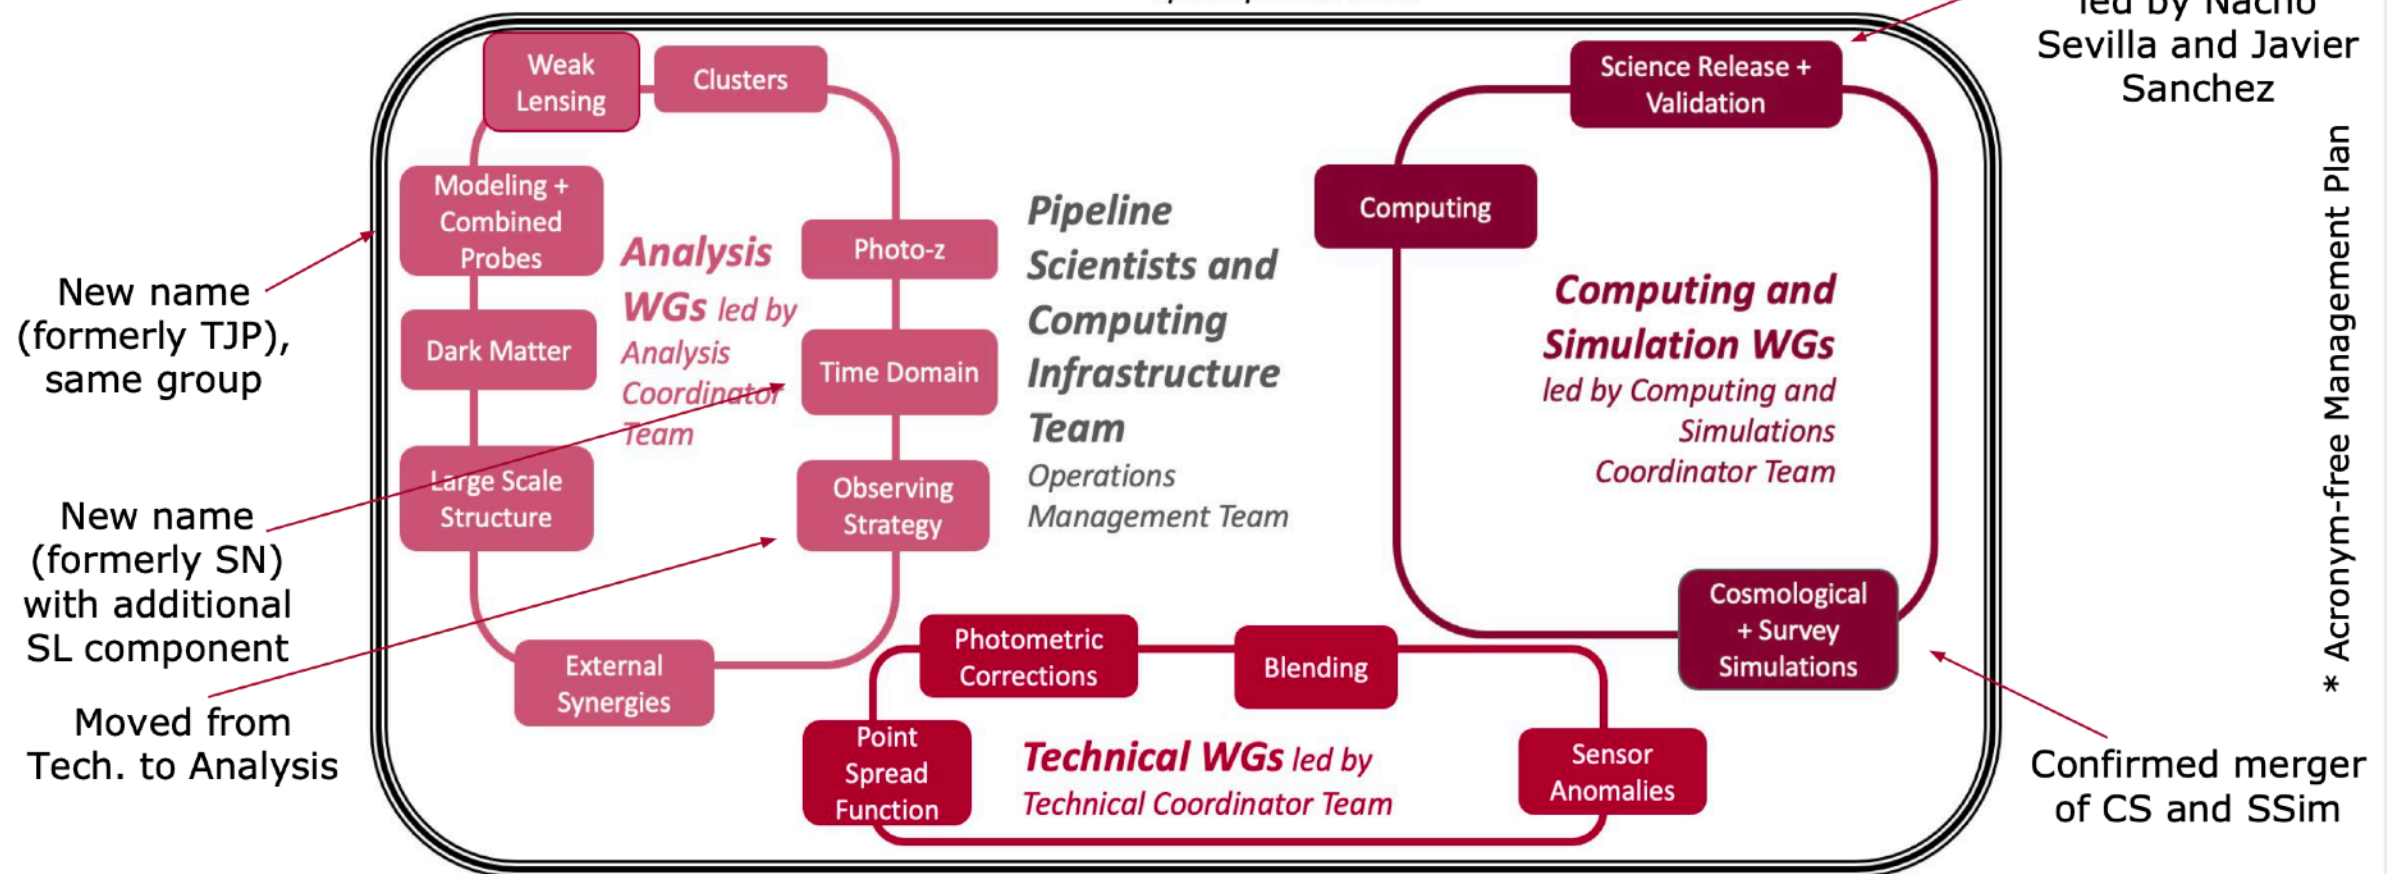 led by Nacho
Sevilla and Javier
Sanchez
Weak
Lensing
Clusters
Science Release +
Validation
Modeling +
Combined
Probes
Computing
Photo-z
Analysis
WGs led by
Analysis
Coordinator
Team
Pipeline
Scientists and
Computing
Infrastructure
Team
Operations
Management Team
Computing and
Simulation WGs
led by Computing and
Simulations
Coordinator Team
New name
(formerly TJP),
same group
Dark Matter
Time Domain
Large Scale
Structure
Observing
Strategy
New name
(formerly SN)
with additional
SL component
Moved from
Tech. to Analysis
External
Synergies
Photometric
Corrections
Blending
Cosmological
+ Survey
Simulations
Point
Spread
Function
Technical WGs led by
Technical Coordinator Team
Sensor
Anomalies
Confirmed merger
of CS and SSim
* Acronym-free Management Plan